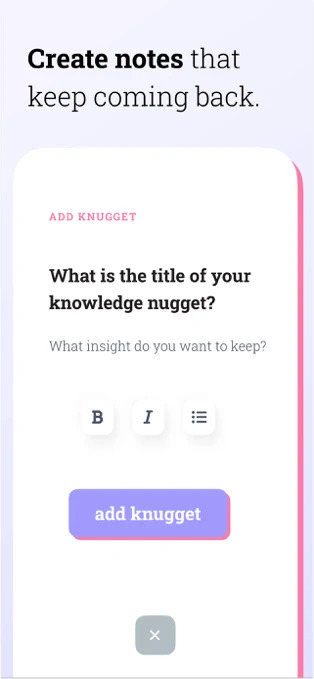 Create notes that
keep coming back.
ADD KNUGGET
What is the title of your
knowledge nugget?
What insight do you want to keep?
B
I
add knugget